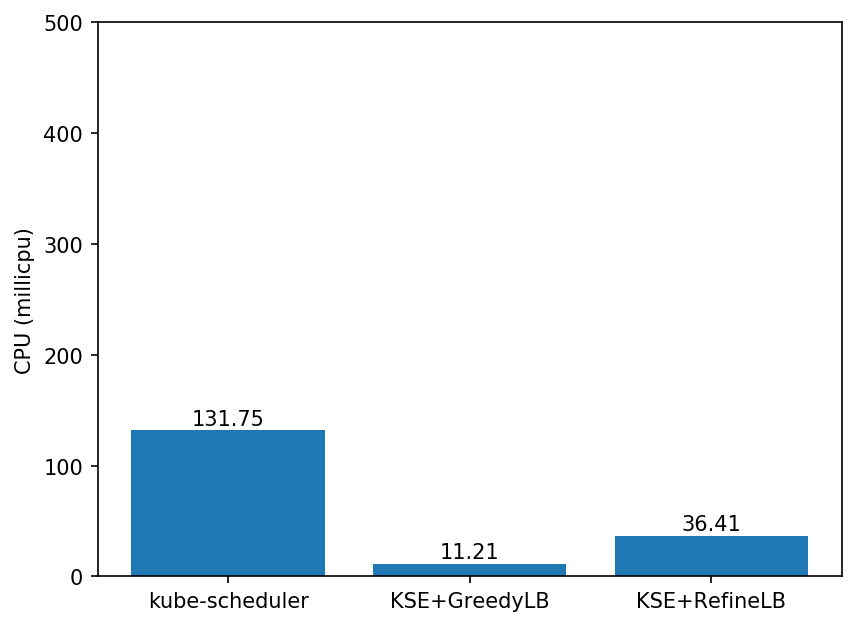 500
400
300
200
100
0
CPU (millicpu)
131.75
11.21
36.41
kube-scheduler
KSE+GreedyLB
KSE+RefineLB